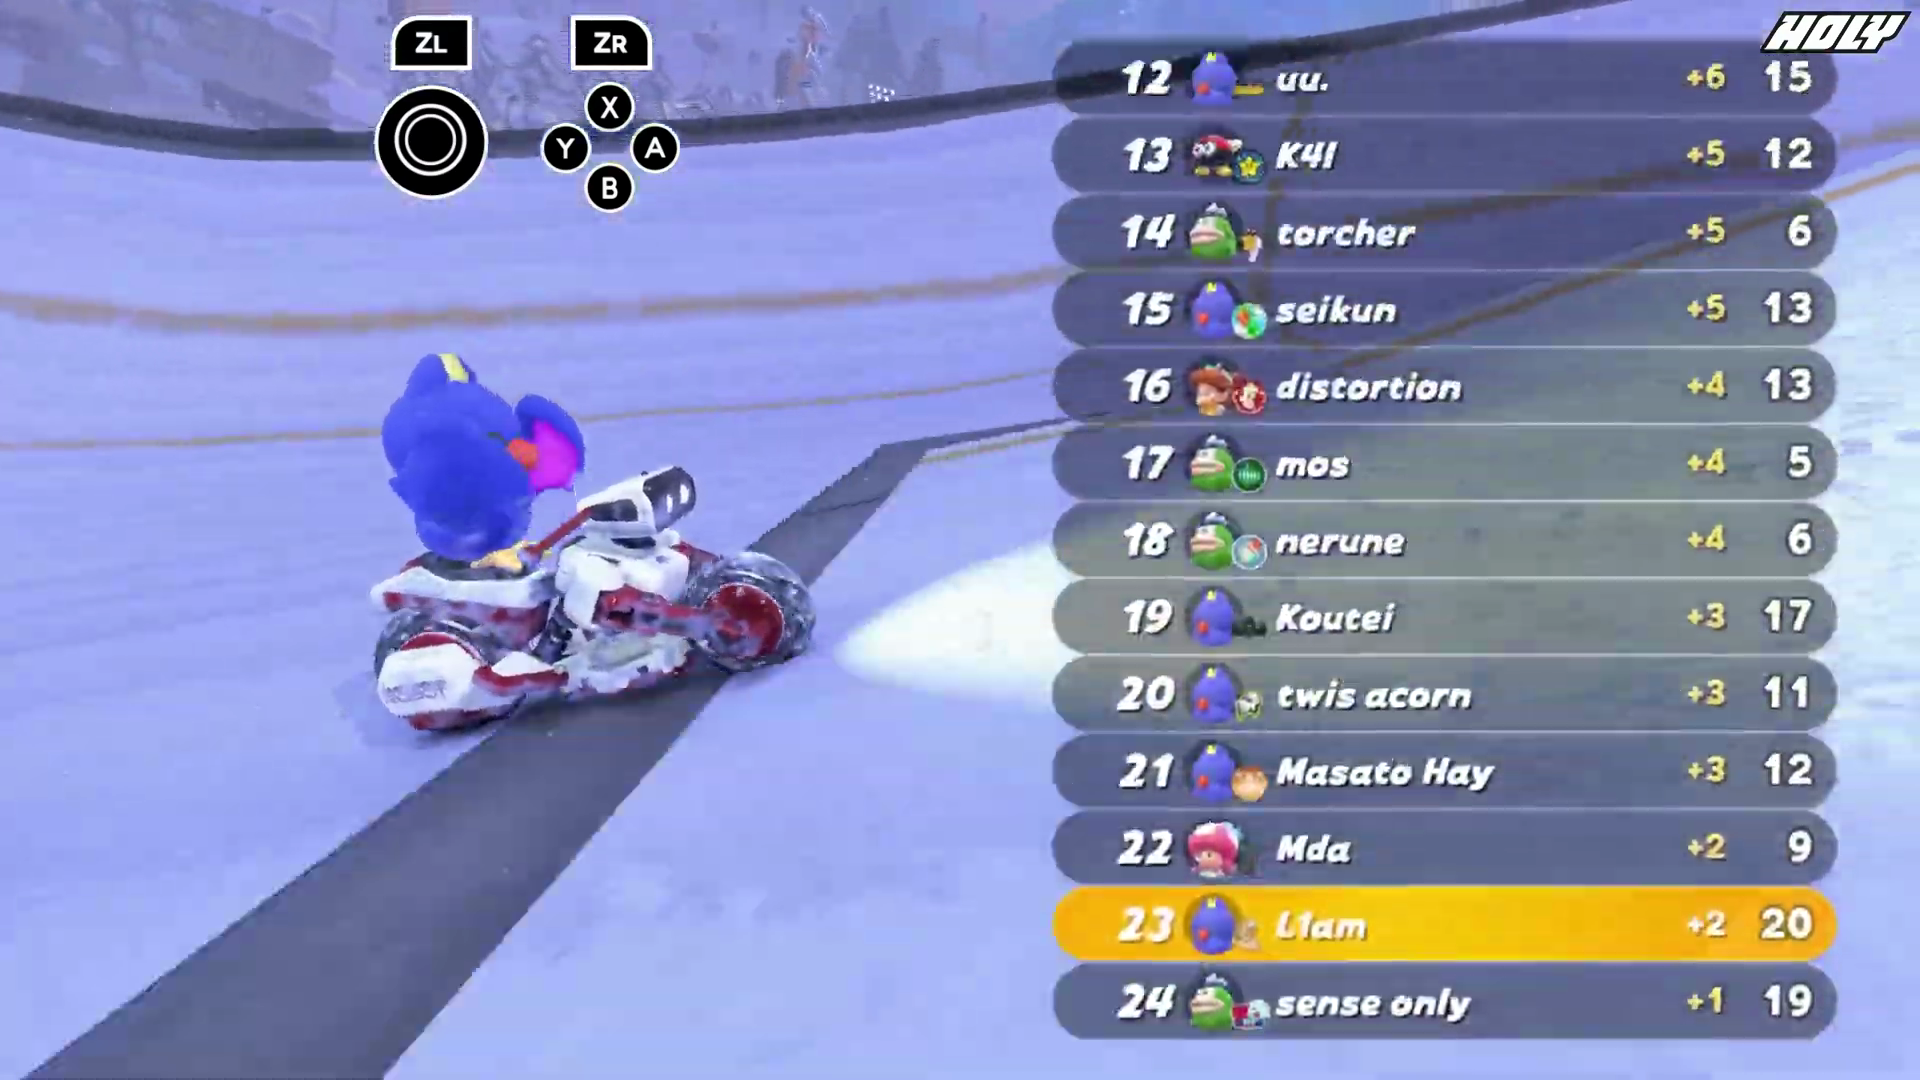 HOLY
ZL ZR
X
Y A
B
12 uu. +6 15
13 K4I +5 12
14 torcher +5 6
15 seikun +5 13
16 distortion +4 13
17 mos +4 5
18 nerune +4 6
19 Koutei +3 17
20 twis acorn +3 11
21 Masato Hay +3 12
22 Mda +2 9
23 L1am +2 20
24 sense only +1 19